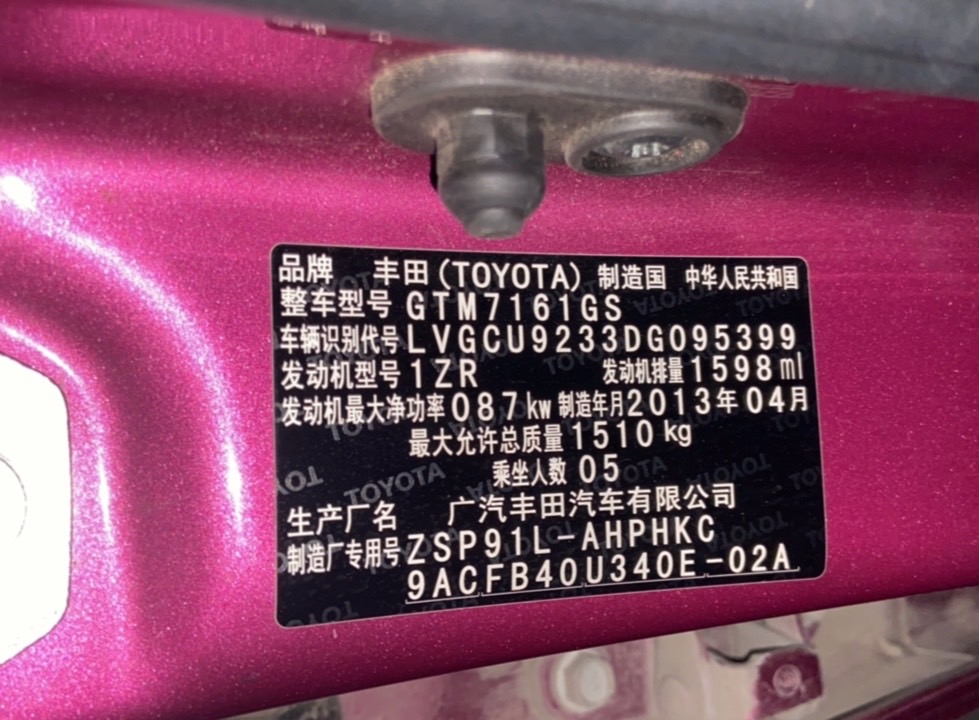 品牌 丰田(TOYOTA) 制造国 中华人民共和国
整车型号 GTM7161GS
车辆识别代号 LVGCU9233DG095399
发动机型号 1ZR 发动机排量 1598ml
发动机最大净功率 087kw 制造年月 2013年04月
最大允许总质量 1510kg
乘坐人数 05
生产厂名 广汽丰田汽车有限公司
制造厂专用号 ZSP91L-AHPHKC
9ACFB40U340E-02A